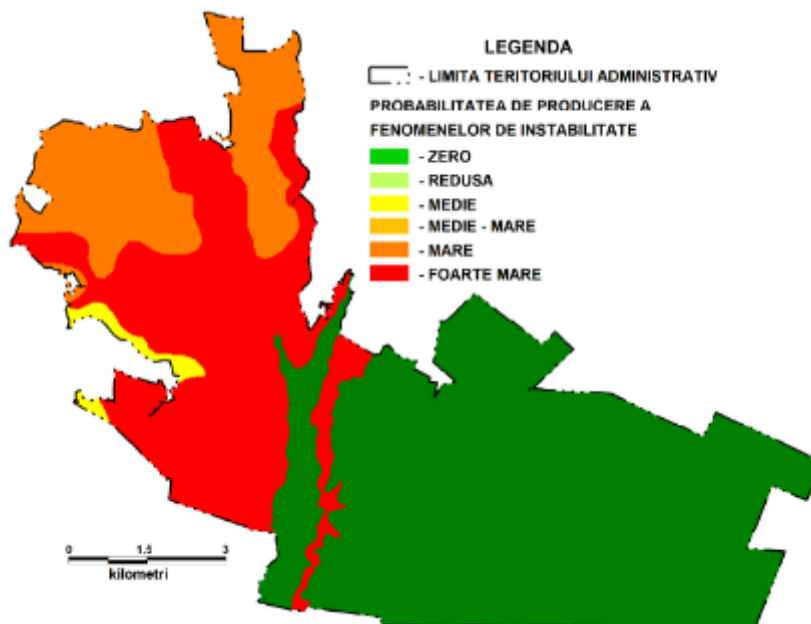 LEGENDA
- LIMITA TERITORIULUI ADMINISTRATIV
PROBABILITATEA DE PRODUCERE A
FENOMENELOR DE INSTABILITATE
- ZERO
- REDUSA
- MEDIE
- MEDIE - MARE
- MARE
- FOARTE MARE
0 1.5 3
kilometri